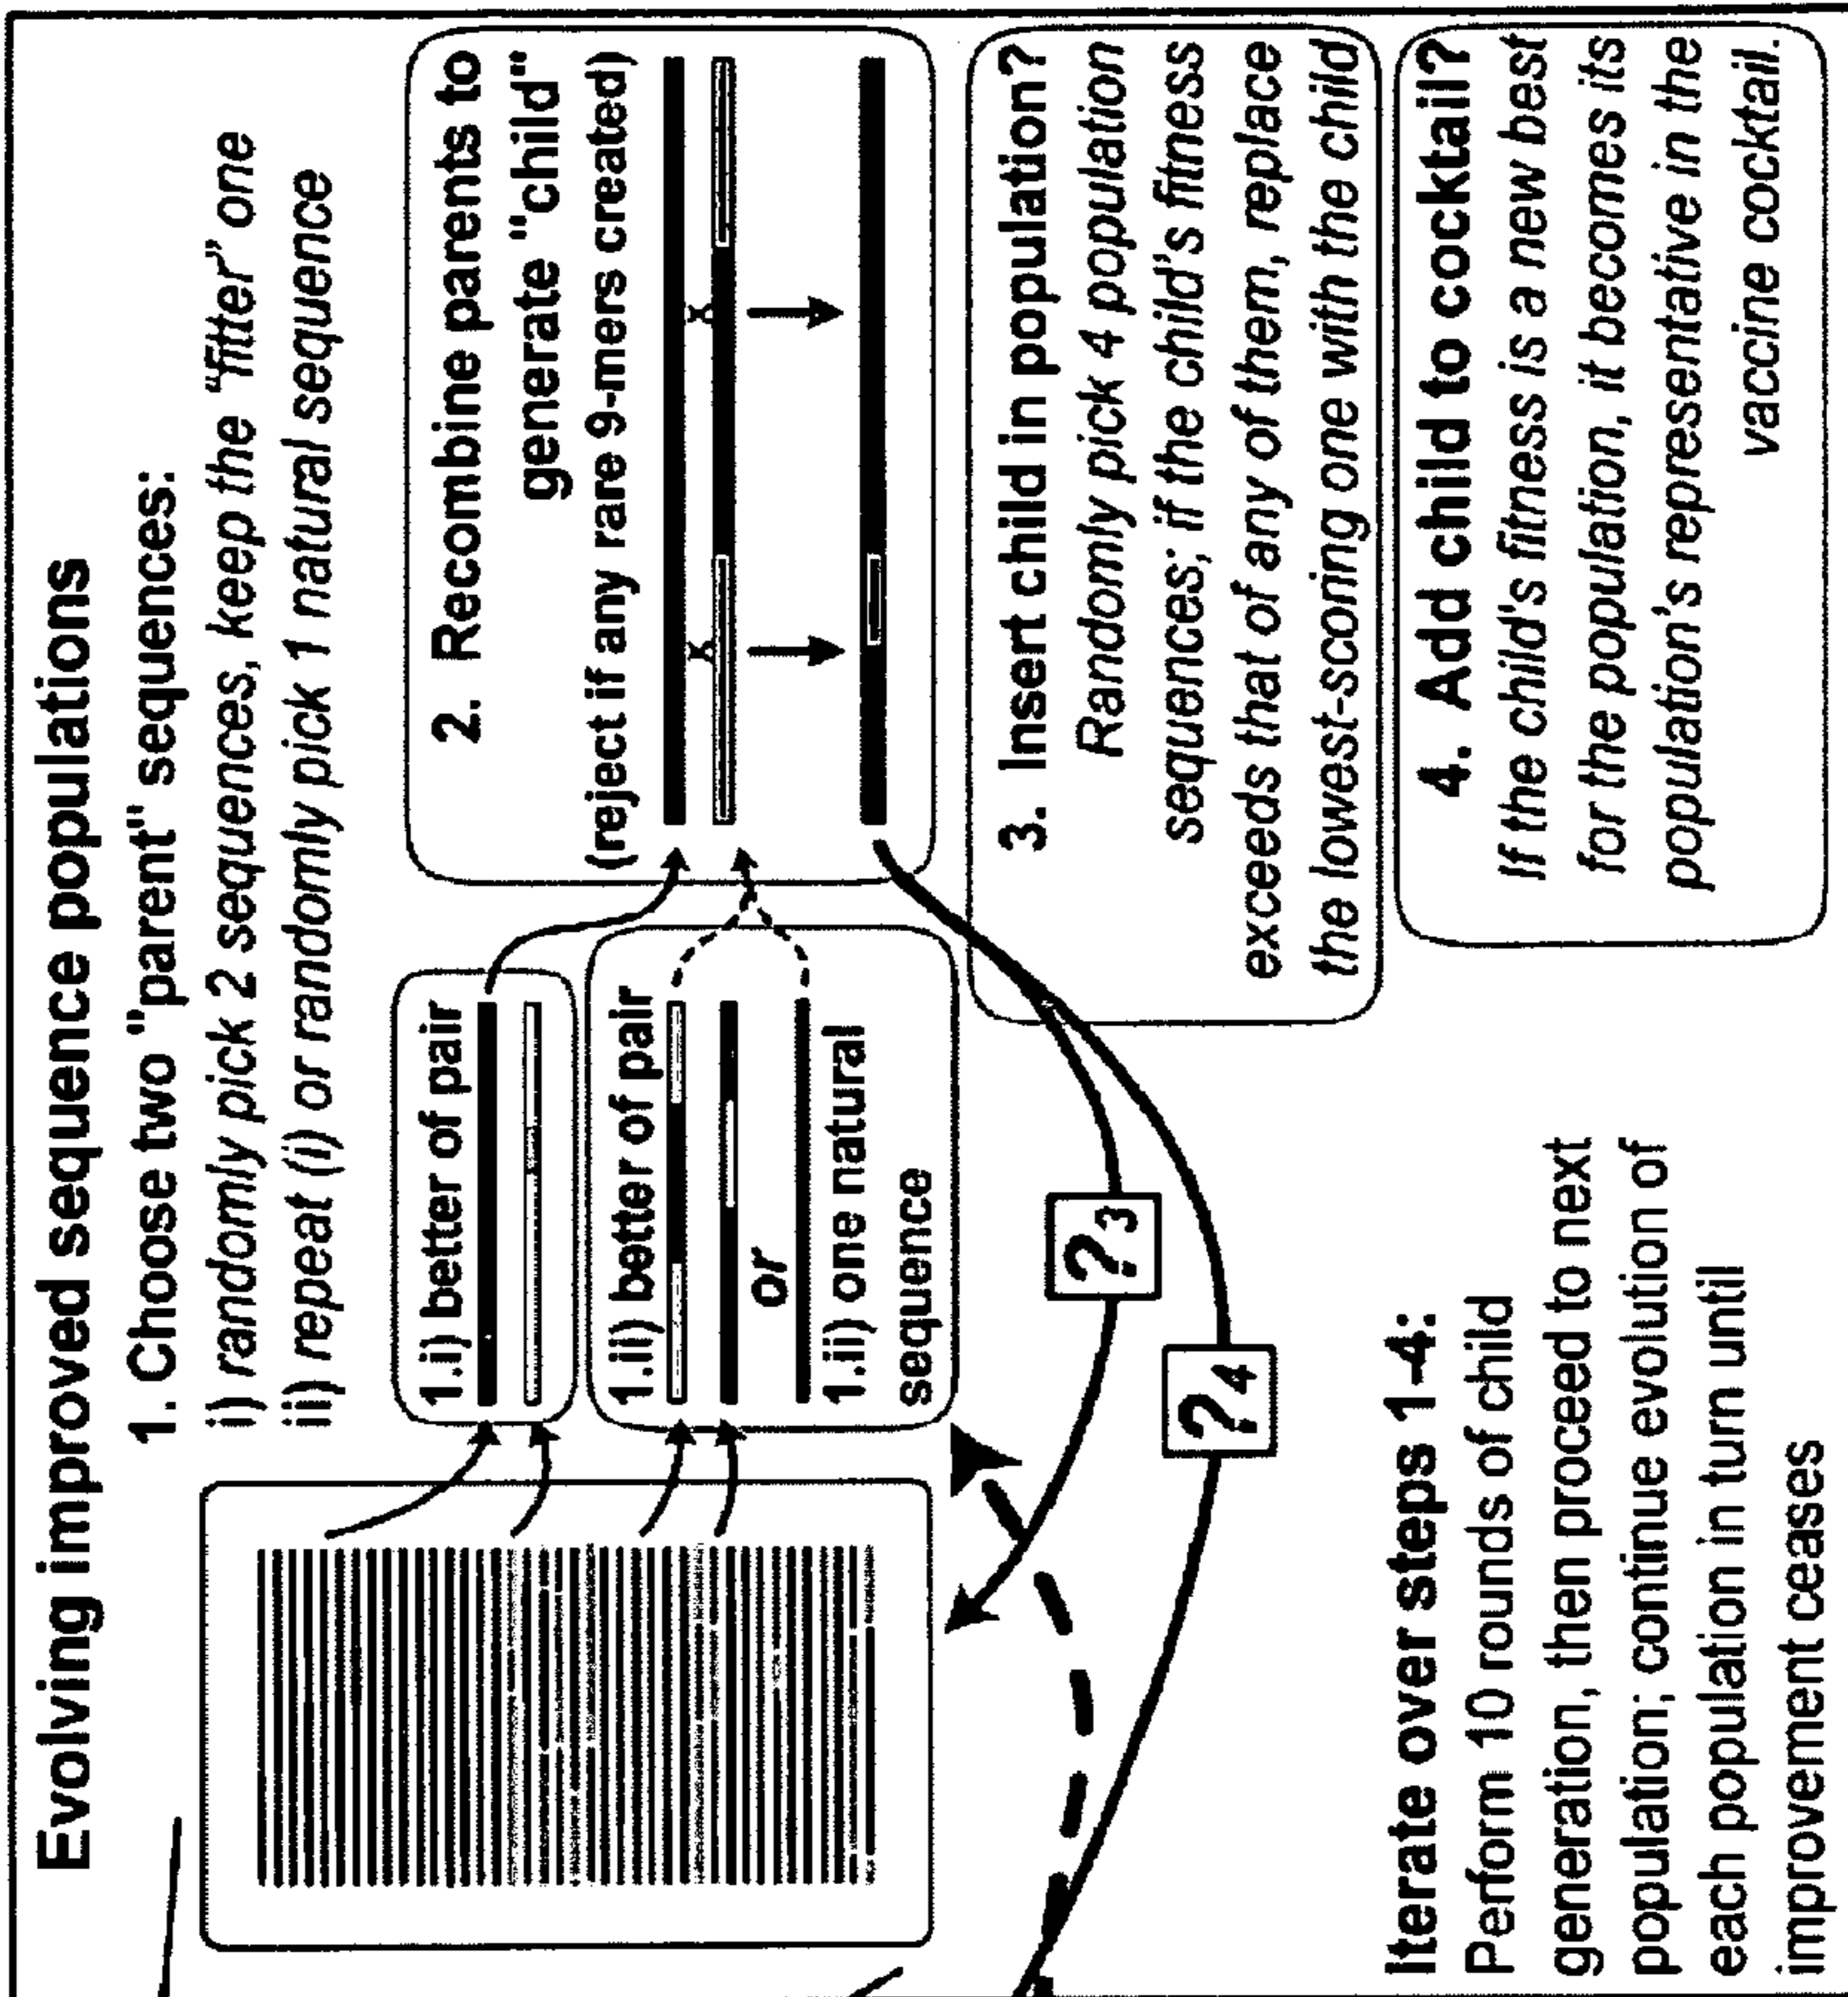 Evolving improved sequence populations
1. Choose two "parent" sequences:
i) randomly pick 2 sequences, keep the "fitter" one
ii) repeat (i) or randomly pick 1 natural sequence
1.i) better of pair
1.ii) better of pair
or
1.ii) one natural
sequence
2. Recombine parents to
generate "child"
(reject if any rare 9-mers created)
X
X
3. Insert child in population?
Randomly pick 4 population
sequences; if the child's fitness
exceeds that of any of them, replace
the lowest-scoring one with the child
4. Add child to cocktail?
If the child's fitness is a new best
for the population, it becomes its
population's representative in the
vaccine cocktail.
?3
?4
Iterate over steps 1-4:
Perform 10 rounds of child
generation, then proceed to next
population; continue evolution of
each population in turn until
improvement ceases